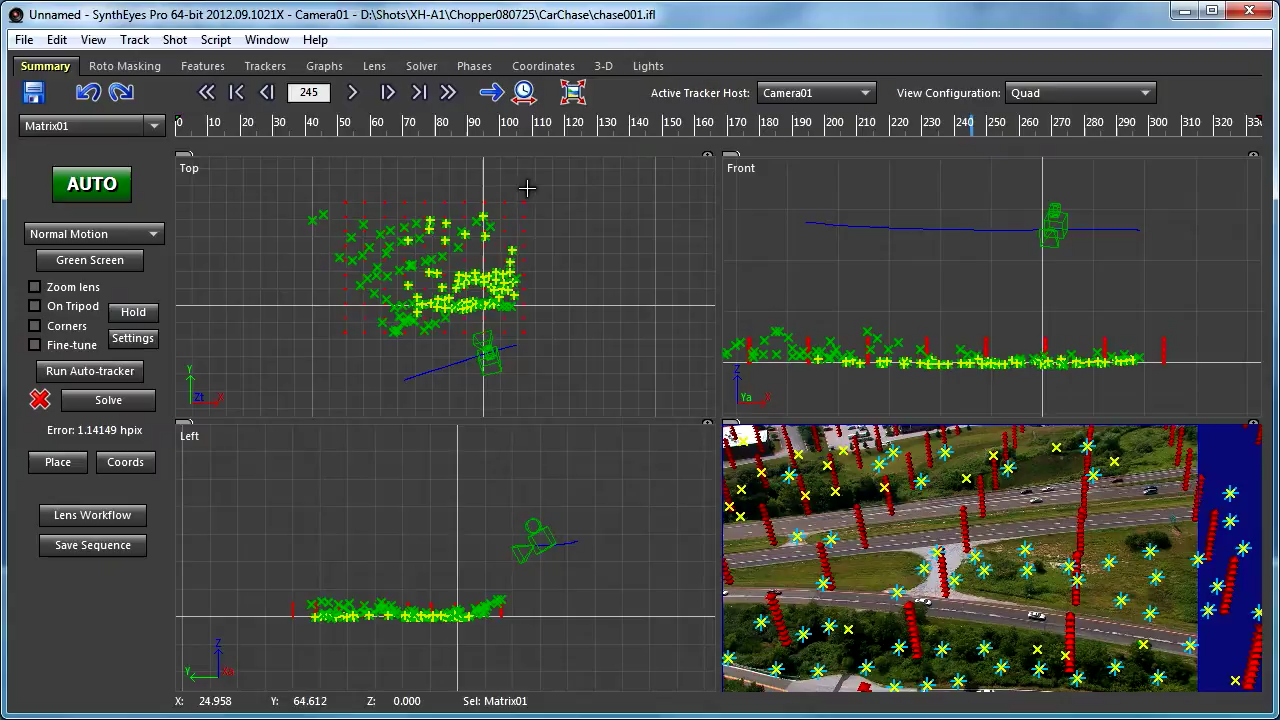 Unnamed - SynthEyes Pro 64-bit 2012.09.1021X - Camera01 - D:\Shots\XH-A1\Chopper080725\CarChase\chase001.ifl
File Edit View Track Shot Script Window Help
Summary Roto Masking Features Trackers Graphs Lens Solver Phases Coordinates 3-D Lights
245 Active Tracker Host: Camera01 View Configuration: Quad
Matrix01 0 10 20 30 40 50 60 70 80 90 100 110 120 130 140 150 160 170 180 190 200 210 220 230 240 250 260 270 280 290 300 310 320
Top Front
AUTO
Normal Motion
Green Screen
Zoom lens
On Tripod Hold
Corners
Fine-tune Settings
Run Auto-tracker
Solve
Y Zt X Z Ya X
Error: 1.14149 hpix
Left
Place Coords
Lens Workflow
Save Sequence
Z Y Xa
X: 24.958 Y: 64.612 Z: 0.000 Sel: Matrix01